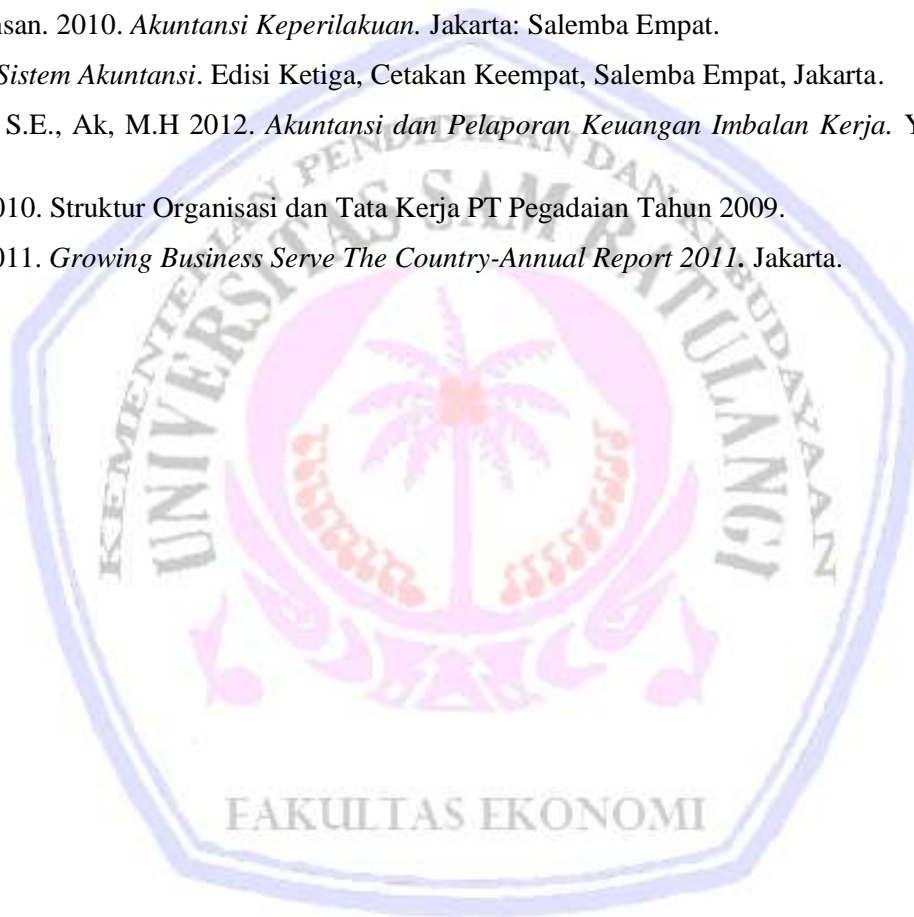 nsan. 2010. Akuntansi Keperilakuan. Jakarta: Salemba Empat.
Sistem Akuntansi. Edisi Ketiga, Cetakan Keempat, Salemba Empat, Jakarta.
S.E., Ak, M.H 2012. Akuntansi dan Pelaporan Keuangan Imbalan Kerja. Y
010. Struktur Organisasi dan Tata Kerja PT Pegadaian Tahun 2009.
011. Growing Business Serve The Country-Annual Report 2011. Jakarta.
KEMENTERIAN PENDIDIKAN DAN KEBUDAYAAN
UNIVERSITAS SAM RATULANGI
FAKULTAS EKONOMI